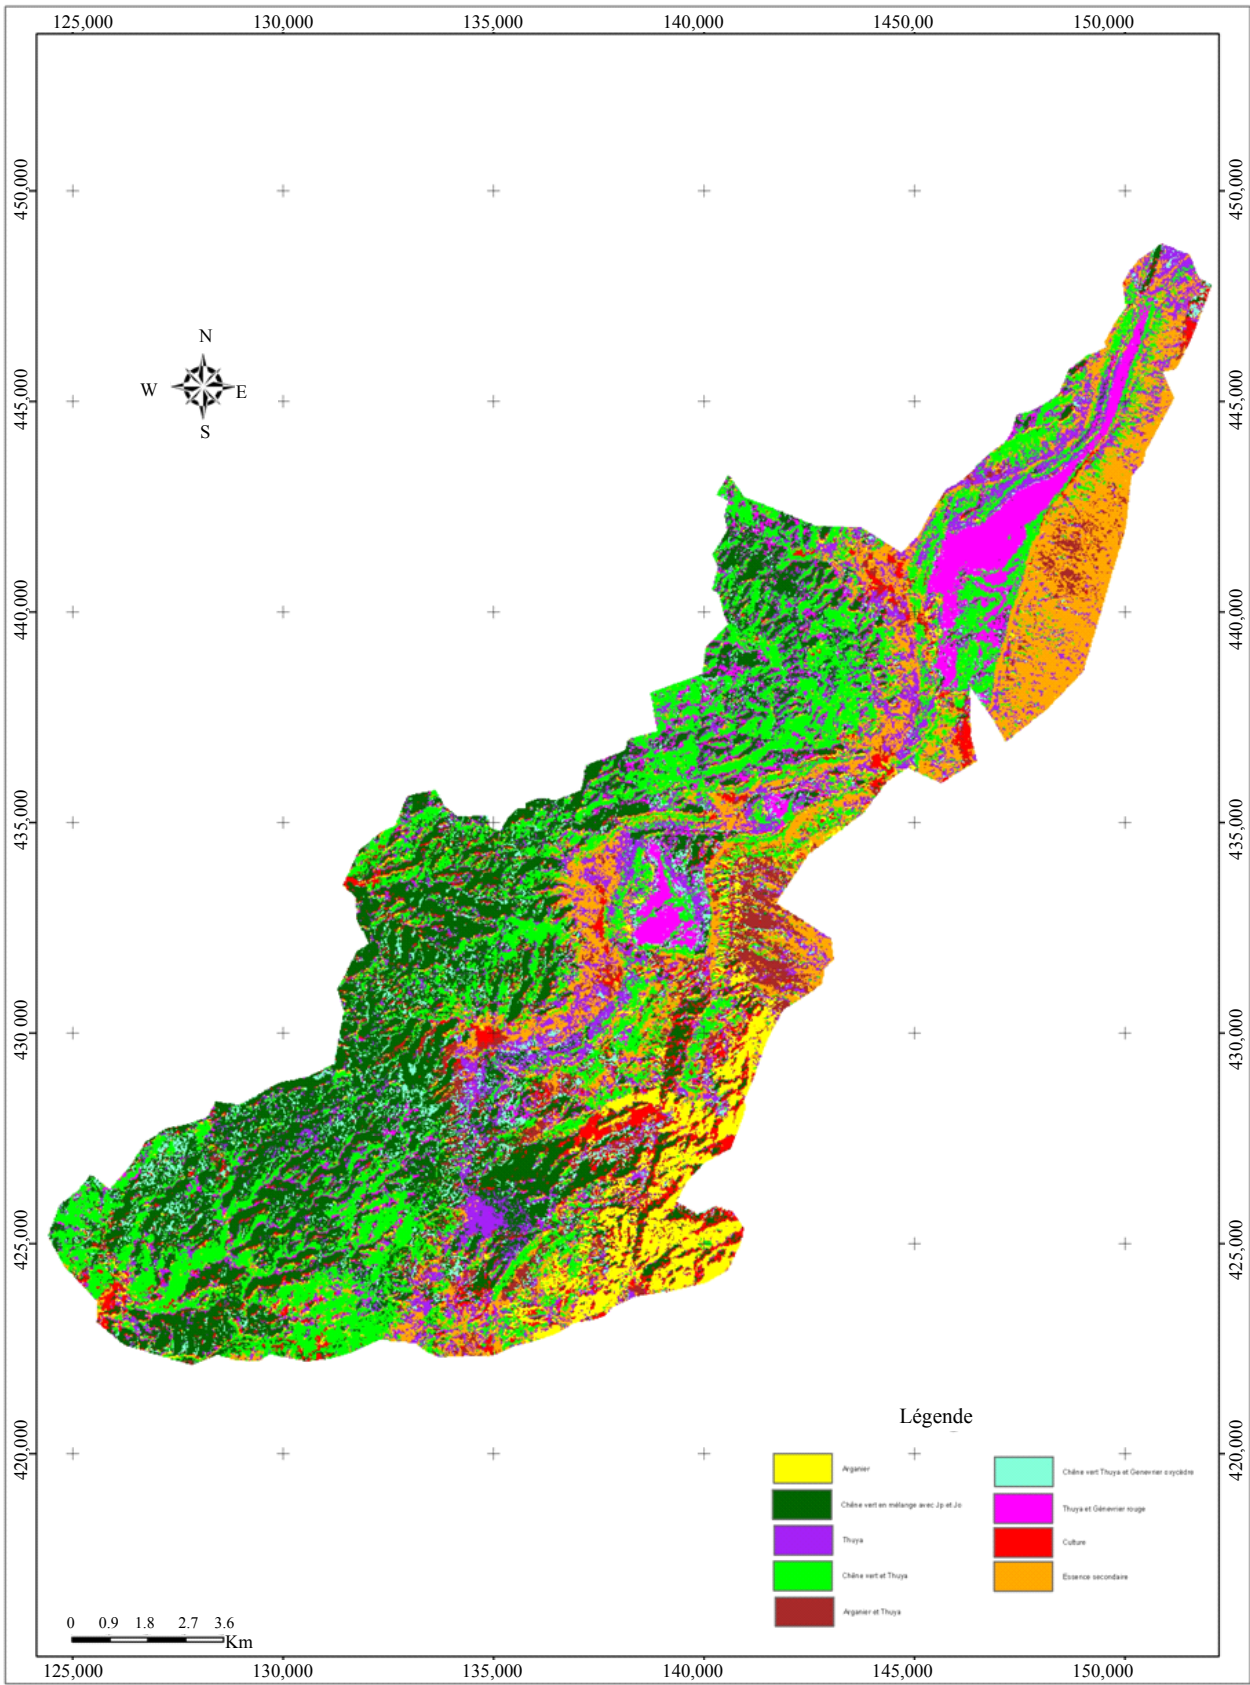 125,000 130,000 135,000 140,000 1450,000 150,000
450,000 450,000
N
W E
S
445,000 445,000
440,000 440,000
435,000 435,000
430 000 430,000
425,000 425,000
Légende
420,000 420,000
Arganier
Chêne vert en mélange avec Jp et Jo
Thuya
Chêne vert et Thuya
Arganier et Thuya
Chêne vert Thuya et Genevrier oxycèdre
Thuya et Génevrier rouge
Culture
Essence secondaire
0 0.9 1.8 2.7 3.6
Km
125,000 130,000 135,000 140,000 145,000 150,000